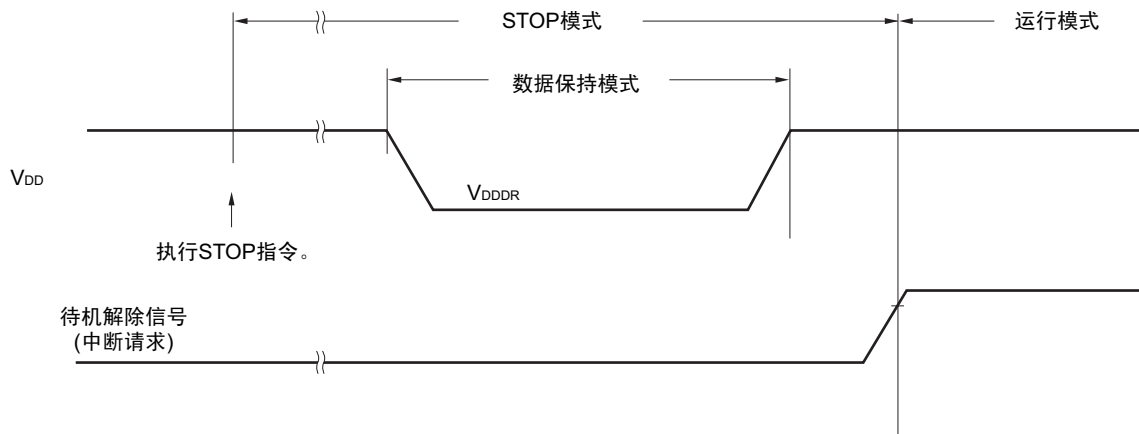 STOP模式
运行模式
数据保持模式
VDD
VDDDR
执行STOP指令。
待机解除信号
(中断请求)